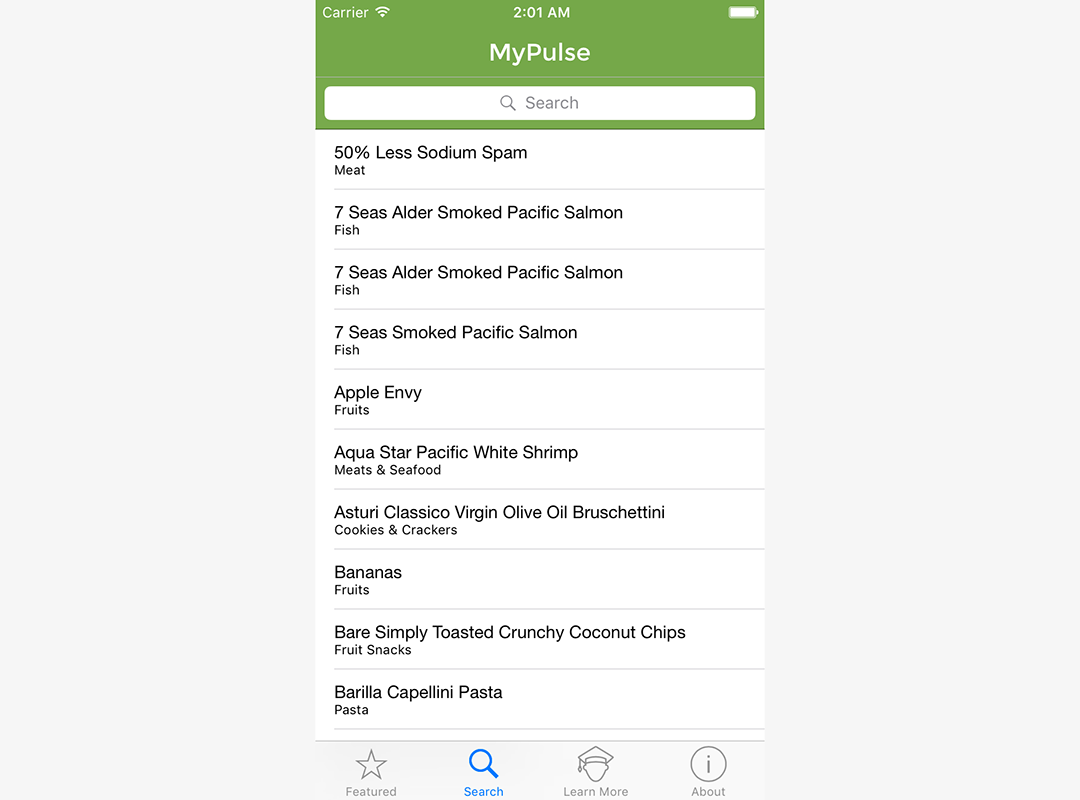 Carrier 2:01 AM
MyPulse
Search
50% Less Sodium Spam
Meat
7 Seas Alder Smoked Pacific Salmon
Fish
7 Seas Alder Smoked Pacific Salmon
Fish
7 Seas Smoked Pacific Salmon
Fish
Apple Envy
Fruits
Aqua Star Pacific White Shrimp
Meats & Seafood
Asturi Classico Virgin Olive Oil Bruschettini
Cookies & Crackers
Bananas
Fruits
Bare Simply Toasted Crunchy Coconut Chips
Fruit Snacks
Barilla Capellini Pasta
Pasta
Featured Search Learn More About